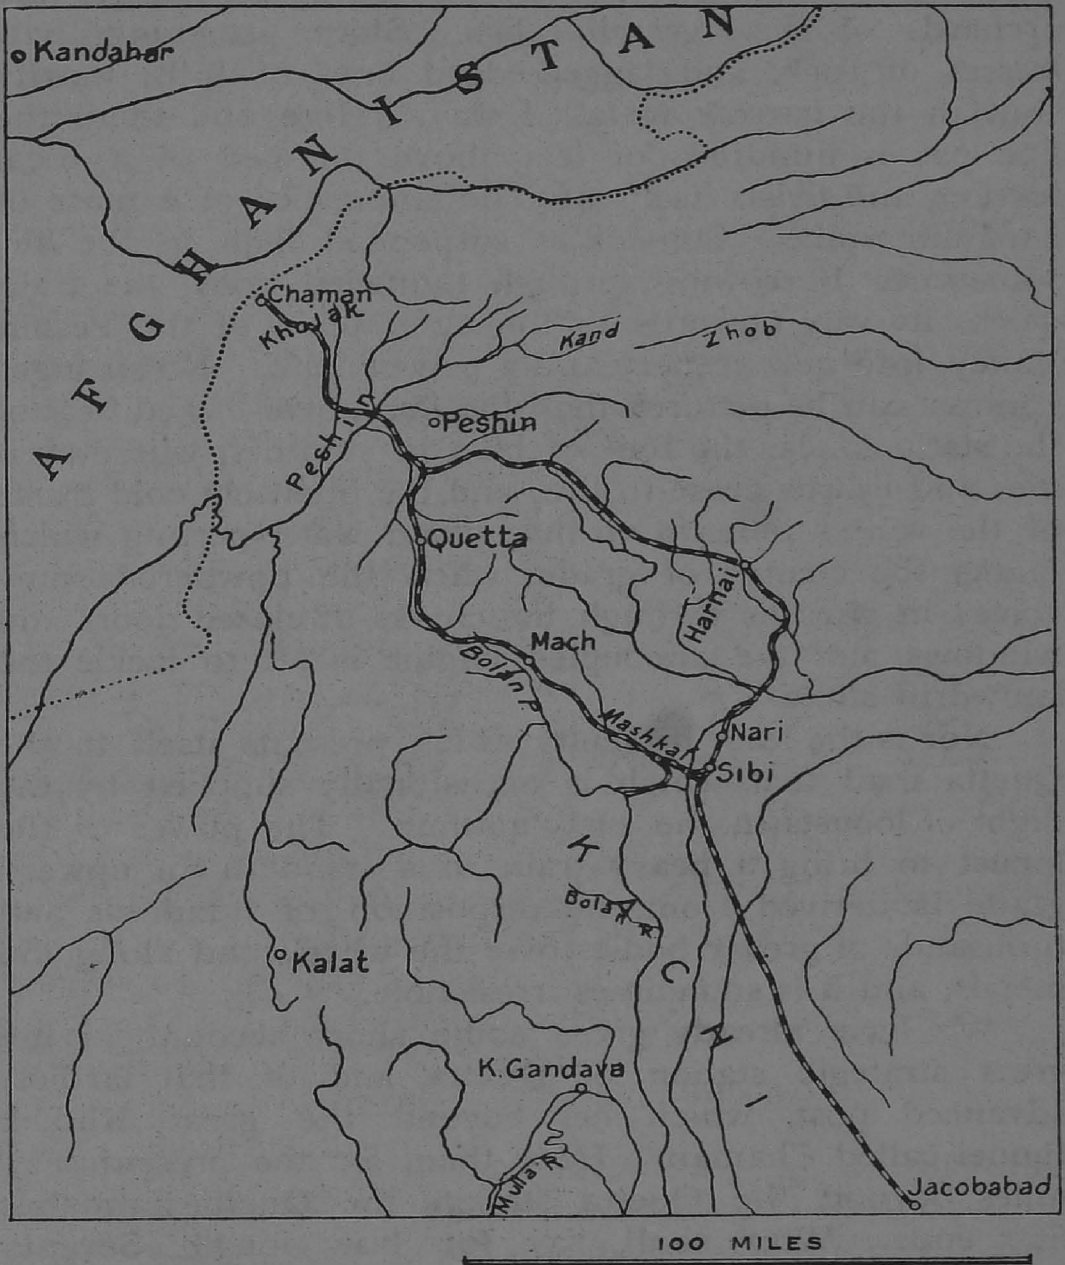 Kandahar
AFGHANISTAN
Chaman
Khojak
Kand
Zhob
Peshin
Peshin
Quetta
Harnai
Mach
Bolan P.
Mashkaf
Nari
Sibi
KACHI
Bolan R.
Kalat
K.Gandava
Mulla R.
Jacobabad
100 MILES